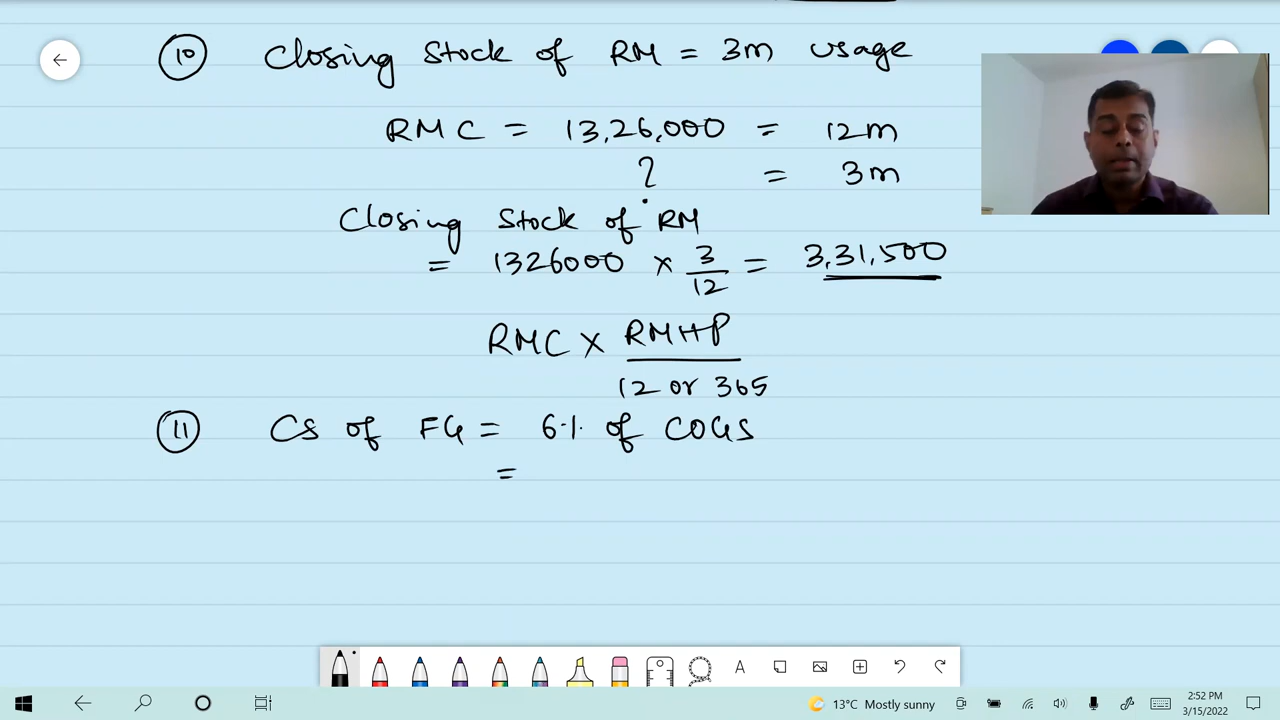 10 Closing Stock of RM = 3m usage
RMC = 13,26,000 = 12m
? = 3m
Closing Stock of RM
= 1326000 × 3/12 = 3,31,500
RMC × RMHP
12 or 365
11 CS of FG = 6% of COGS
=
A
13°C Mostly sunny
2:52 PM
3/15/2022